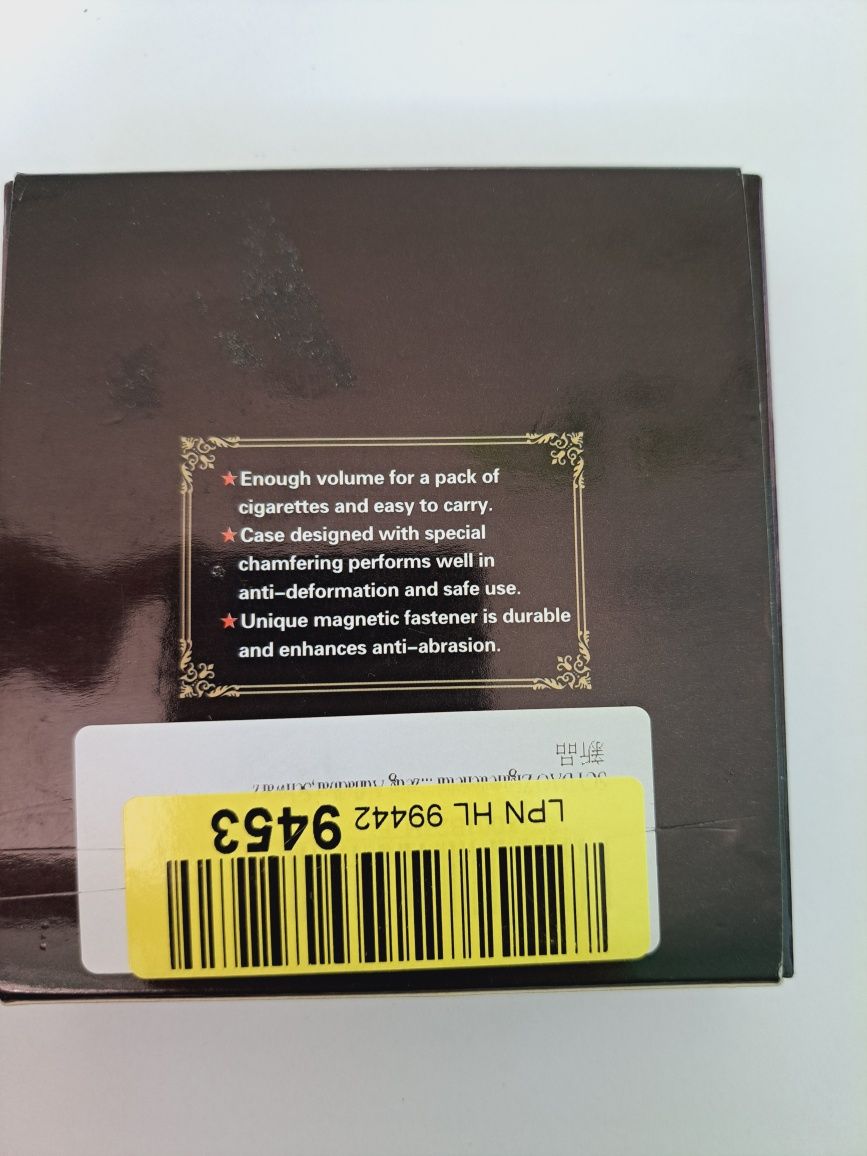 ★Enough volume for a pack of
cigarettes and easy to carry.
★Case designed with special
chamfering performs well in
anti-deformation and safe use.
★Unique magnetic fastener is durable
and enhances anti-abrasion.
新品
LPN HL 99442 9453